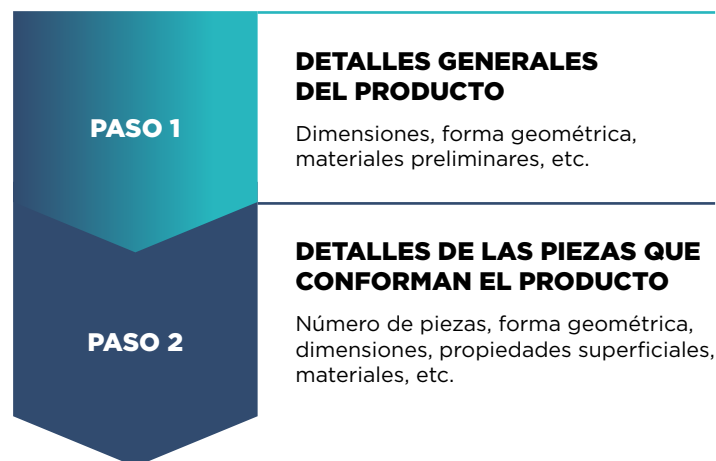 PASO 1
DETALLES GENERALES
DEL PRODUCTO
Dimensiones, forma geométrica,
materiales preliminares, etc.
PASO 2
DETALLES DE LAS PIEZAS QUE
CONFORMAN EL PRODUCTO
Número de piezas, forma geométrica,
dimensiones, propiedades superficiales,
materiales, etc.